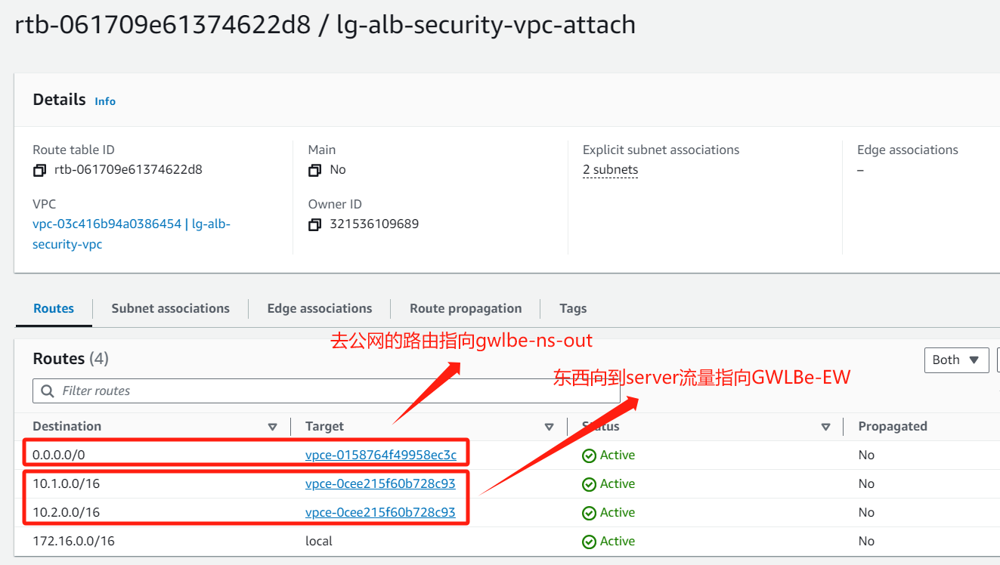 rtb-061709e61374622d8 / lg-alb-security-vpc-attach
Details Info
Route table ID
rtb-061709e61374622d8
Main
No
Explicit subnet associations
2 subnets
Edge associations
–
VPC
vpc-03c416b94a0386454 | lg-alb-
security-vpc
Owner ID
321536109689
Routes Subnet associations Edge associations Route propagation Tags
去公网的路由指向gwlbe-ns-out
Routes (4)
Both
东西向到server流量指向GWLBe-EW
Filter routes
Destination Target Status Propagated
0.0.0.0/0 vpce-0158764f49958ec3c Active No
10.1.0.0/16 vpce-0cee215f60b728c93 Active No
10.2.0.0/16 vpce-0cee215f60b728c93 Active No
172.16.0.0/16 local Active No